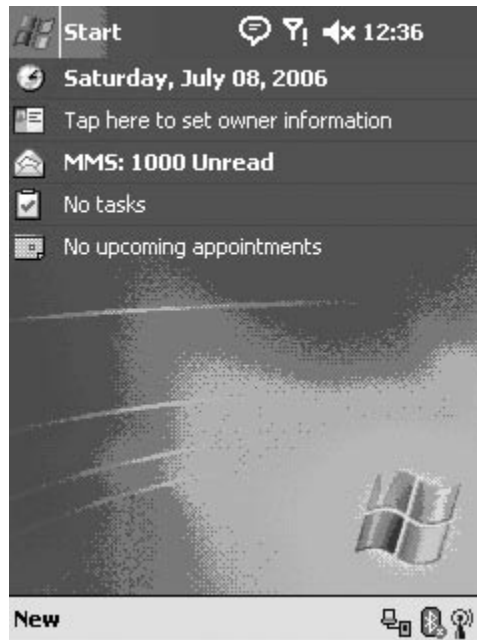 Start 12:36
Saturday, July 08, 2006
Tap here to set owner information
MMS: 1000 Unread
No tasks
No upcoming appointments
New